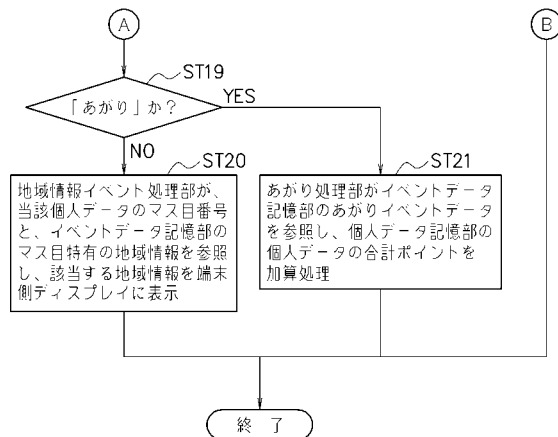 A
B
ST19
「あがり」か？
YES
NO
ST20
地域情報イベント処理部が、
当該個人データのマス目番号
と、イベントデータ記憶部の
マス目特有の地域情報を参照
し、該当する地域情報を端末
側ディスプレイに表示
ST21
あがり処理部がイベントデータ
記憶部のあがりイベントデータ
を参照し、個人データ記憶部の
個人データの合計ポイントを
加算処理
終　了